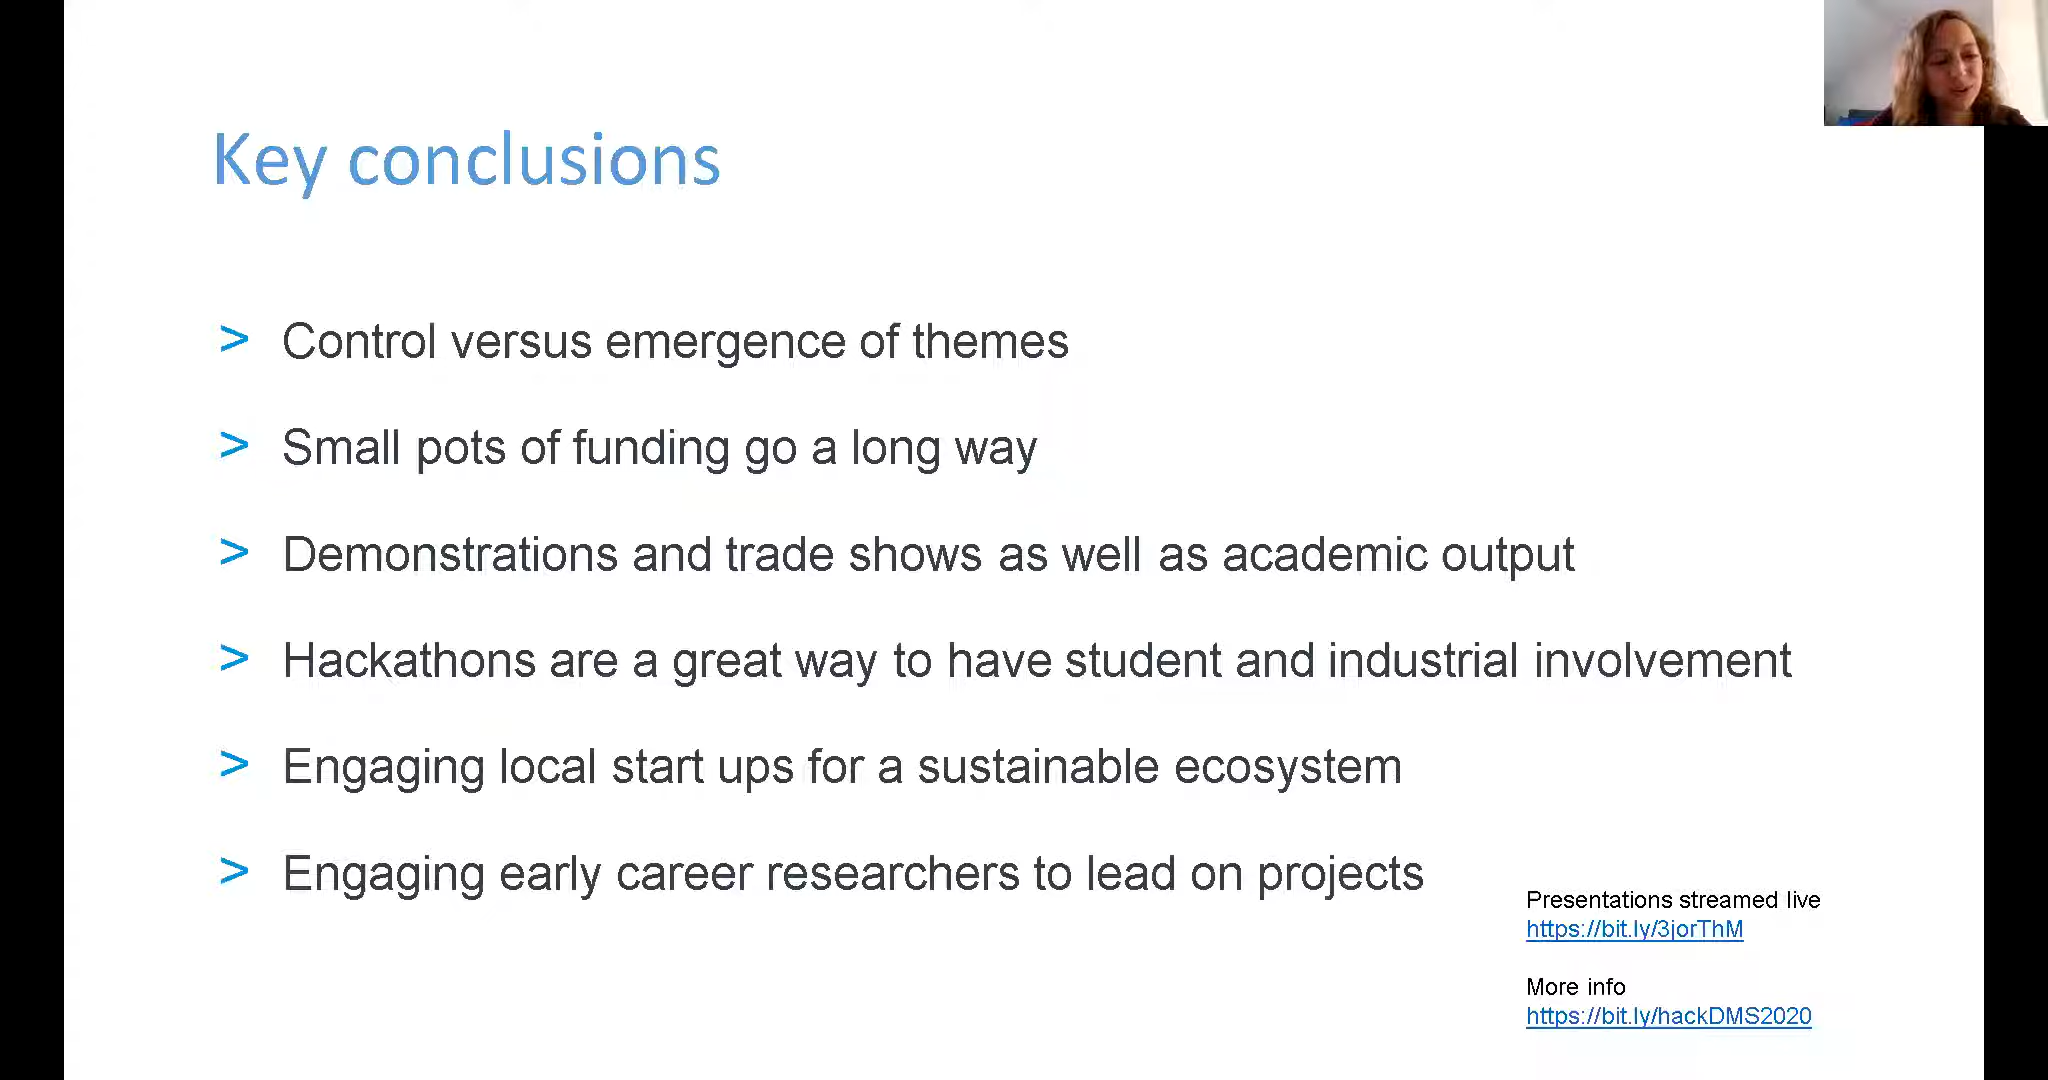 Key conclusions
> Control versus emergence of themes
> Small pots of funding go a long way
> Demonstrations and trade shows as well as academic output
> Hackathons are a great way to have student and industrial involvement
> Engaging local start ups for a sustainable ecosystem
> Engaging early career researchers to lead on projects
Presentations streamed live
https://bit.ly/3jorThM
More info
https://bit.ly/hackDMS2020